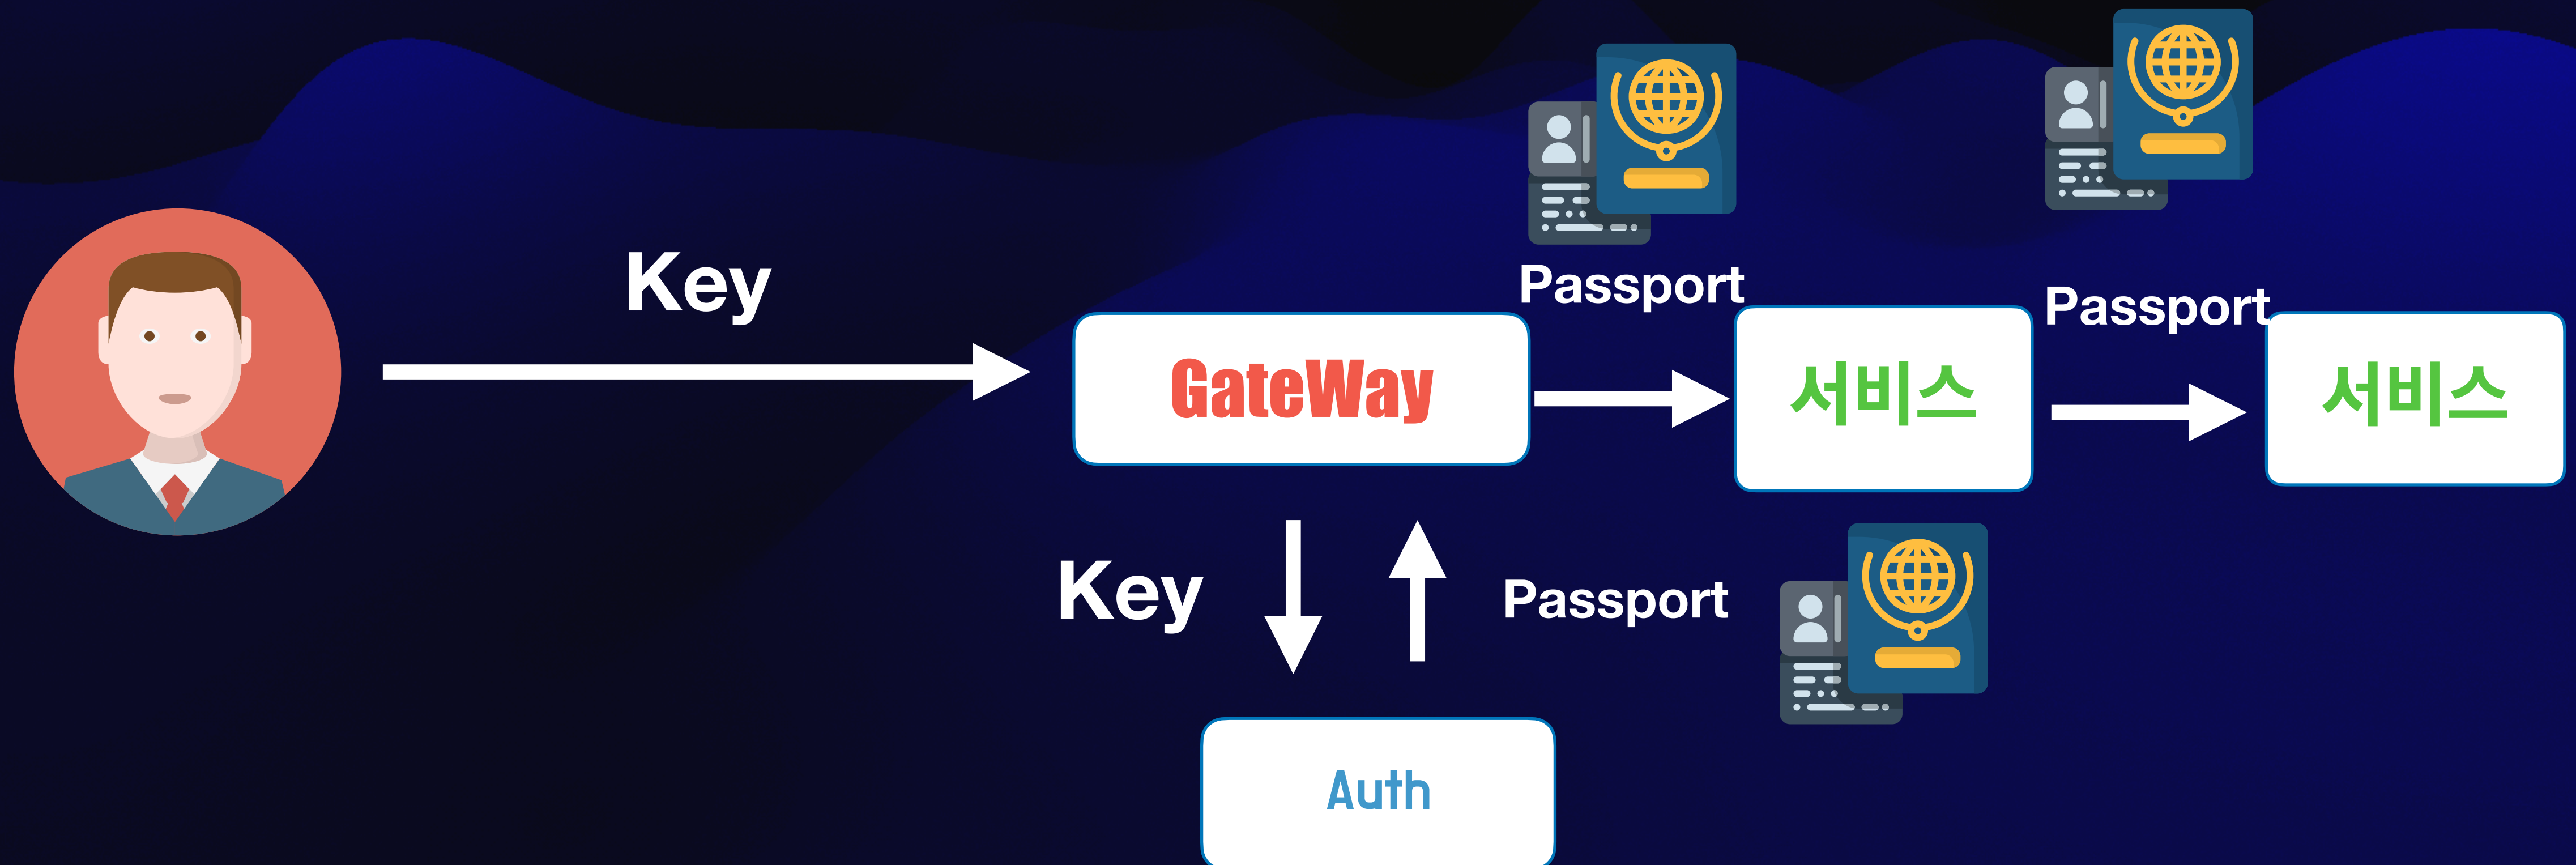 Key
Passport
Passport
GateWay
서비스
서비스
Key
Passport
Auth